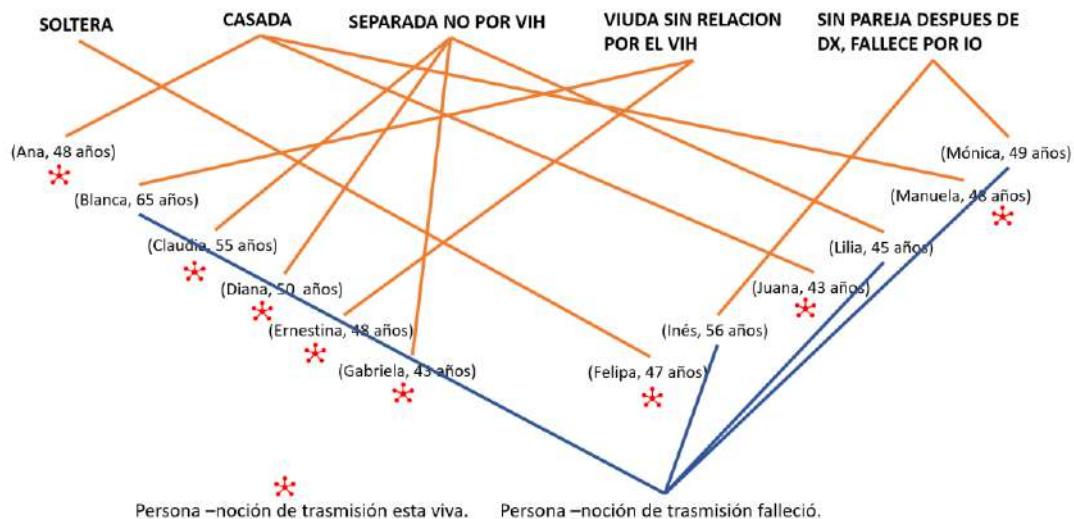 SOLTERA
CASADA
SEPARADA NO POR VIH
VIUDA SIN RELACION
POR EL VIH
SIN PAREJA DESPUES DE
DX, FALLECE POR IO
(Ana, 48 años)
(Mónica, 49 años)
(Blanca, 65 años)
(Manuela, 48 años)
(Claudia, 55 años)
(Lilia, 45 años)
(Diana, 50 años)
(Juana, 43 años)
(Ernestina, 48 años)
(Inés, 56 años)
(Gabriela, 43 años)
(Felipa, 47 años)
Persona –noción de trasmisión esta viva.
Persona –noción de trasmisión falleció.